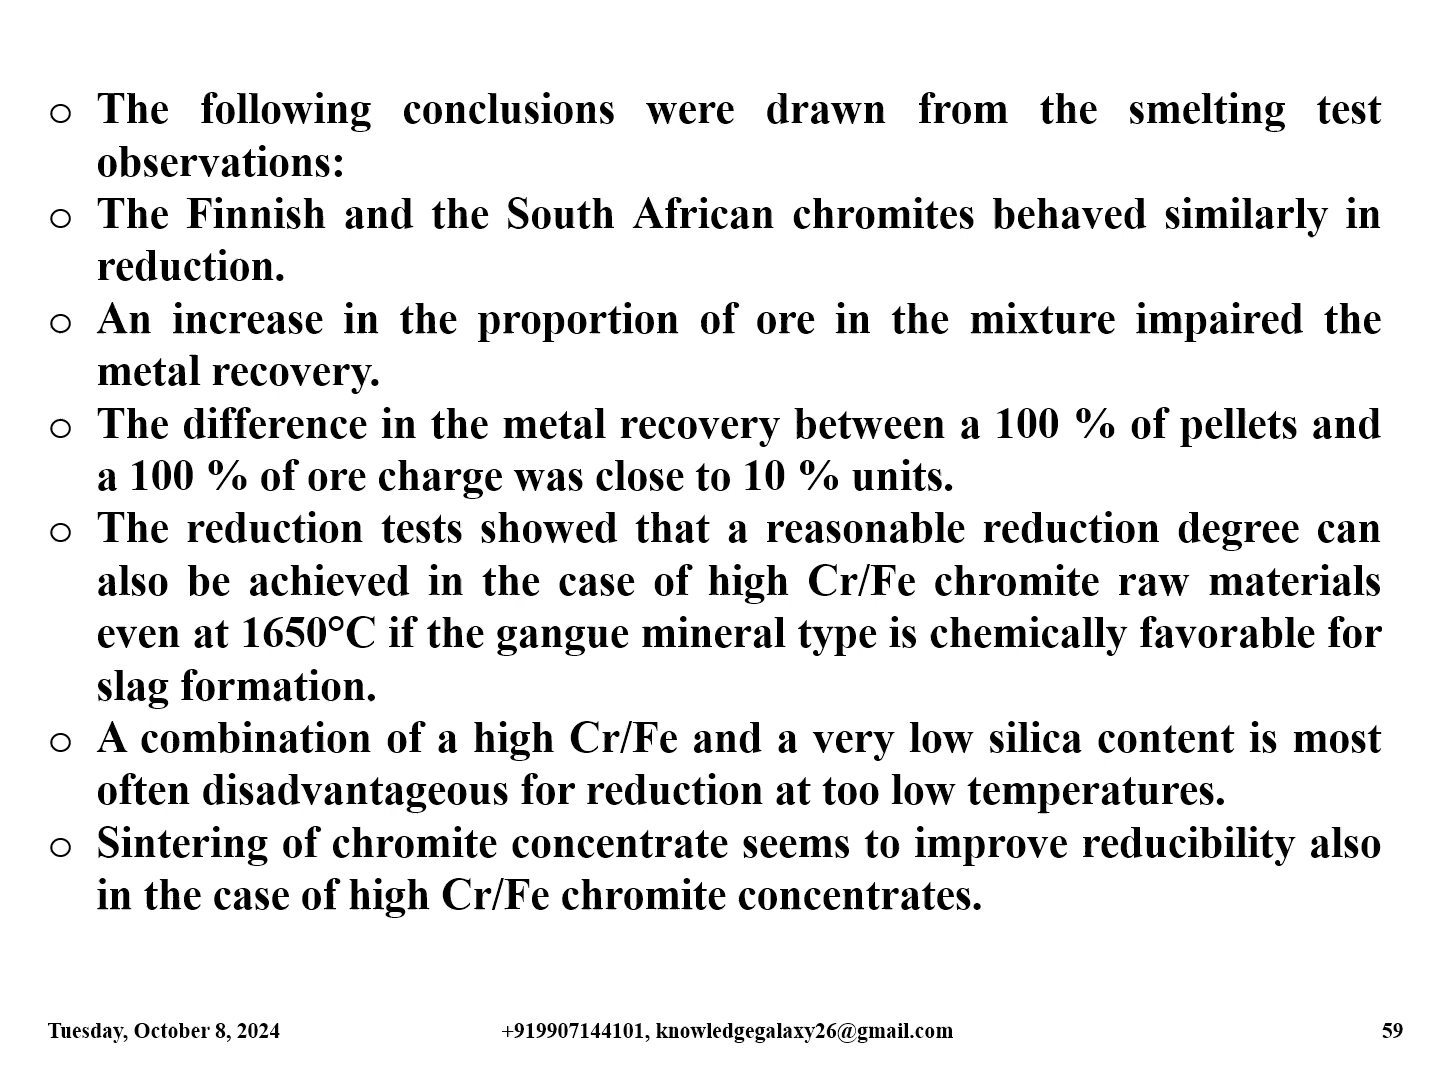 o The following conclusions were drawn from the smelting test
observations:
o The Finnish and the South African chromites behaved similarly in
reduction.
o An increase in the proportion of ore in the mixture impaired the
metal recovery.
o The difference in the metal recovery between a 100 % of pellets and
a 100 % of ore charge was close to 10 % units.
o The reduction tests showed that a reasonable reduction degree can
also be achieved in the case of high Cr/Fe chromite raw materials
even at 1650°C if the gangue mineral type is chemically favorable for
slag formation.
o A combination of a high Cr/Fe and a very low silica content is most
often disadvantageous for reduction at too low temperatures.
o Sintering of chromite concentrate seems to improve reducibility also
in the case of high Cr/Fe chromite concentrates.
Tuesday, October 8, 2024 +919907144101, knowledgegalaxy26@gmail.com 59